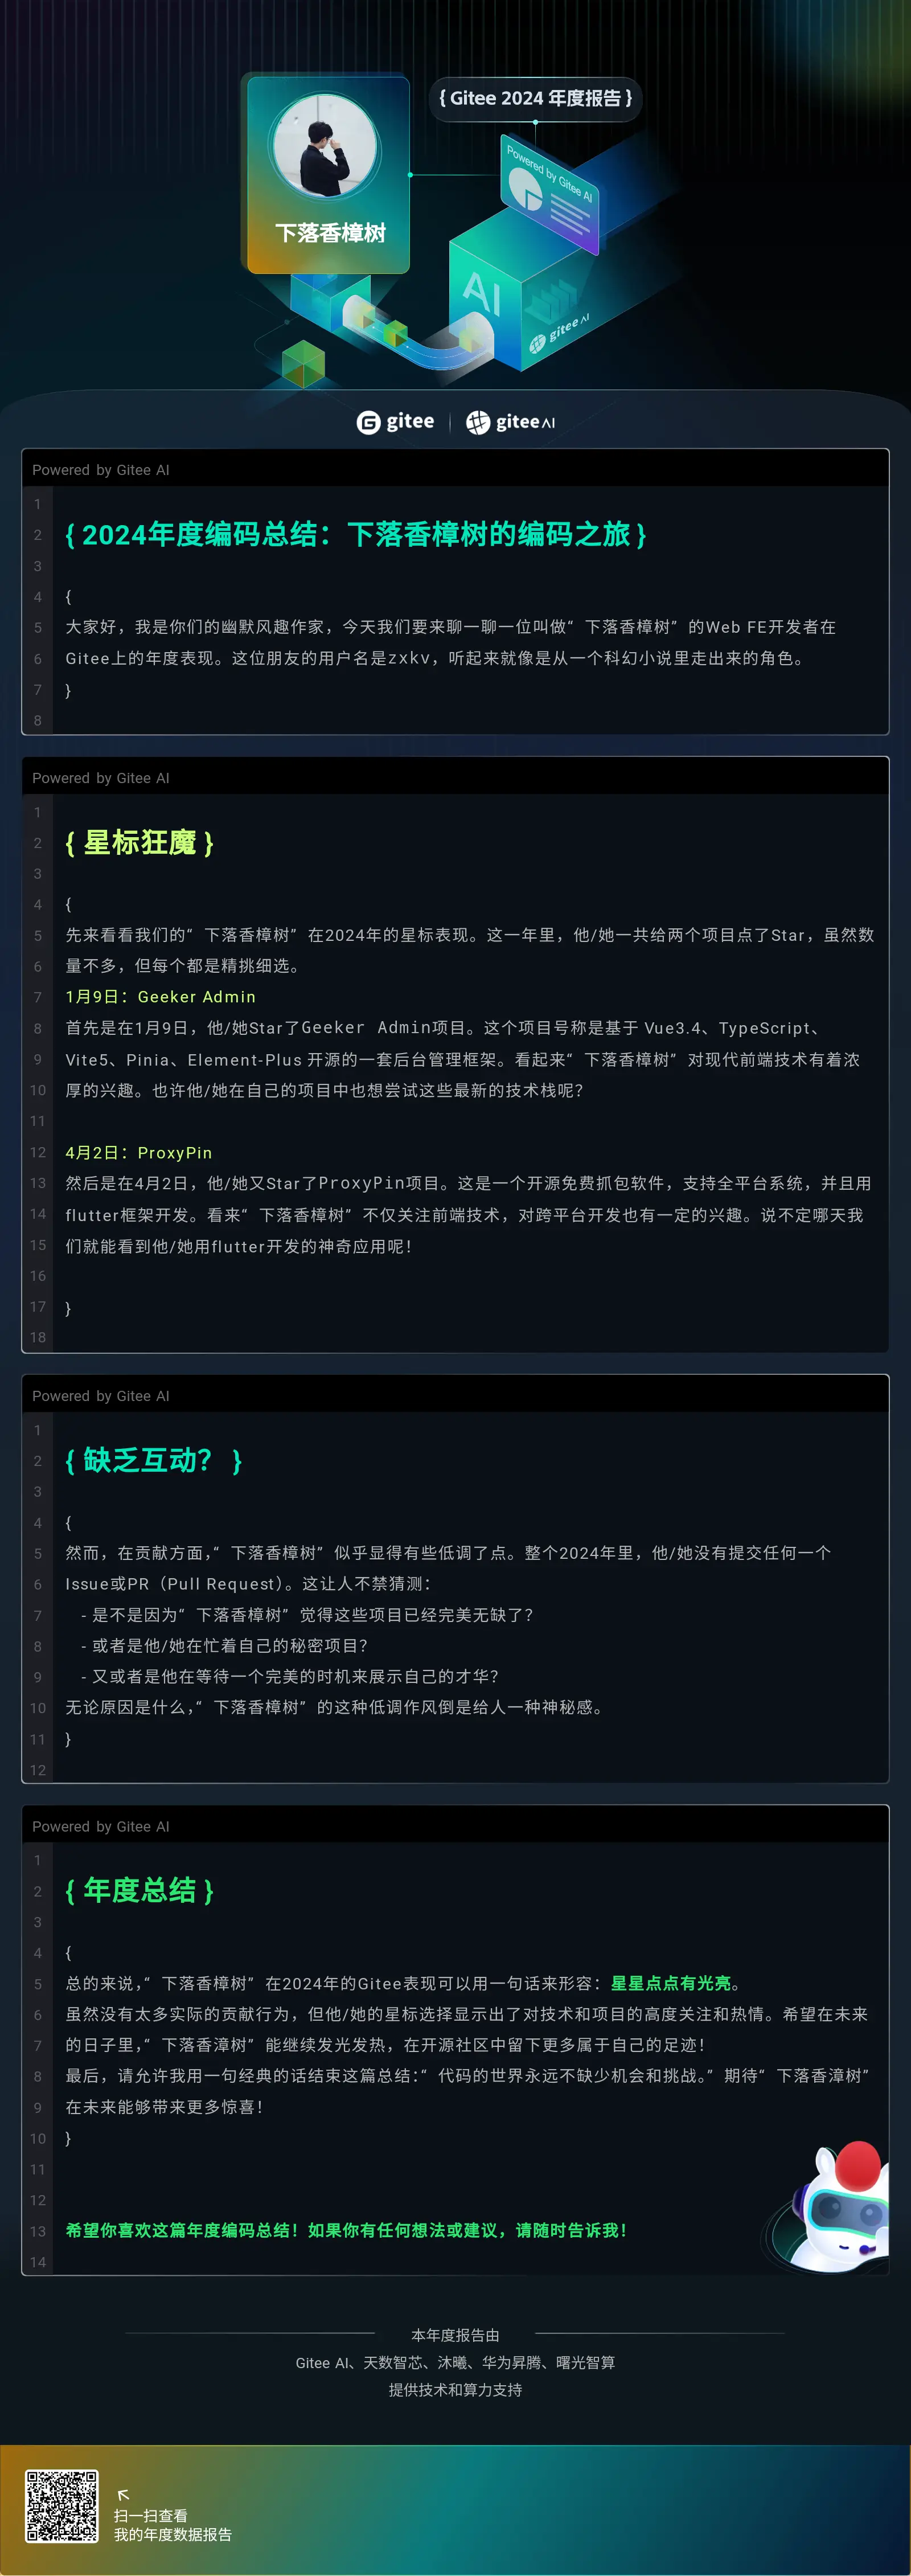 { Gitee 2024 年度报告 }
Powered by Gitee AI
下落香樟树
AI
gitee AI
gitee | gitee AI
Powered by Gitee AI
1
2 { 2024年度编码总结：下落香樟树的编码之旅 }
3
4 {
5 大家好，我是你们的幽默风趣作家，今天我们要来聊一聊一位叫做“下落香樟树”的Web FE开发者在
6 Gitee上的年度表现。这位朋友的用户名是zxkv，听起来就像是从一个科幻小说里走出来的角色。
7 }
8
Powered by Gitee AI
1
2 { 星标狂魔 }
3
4 {
5 先来看看我们的“下落香樟树”在2024年的星标表现。这一年里，他/她一共给两个项目点了Star，虽然数
6 量不多，但每个都是精挑细选。
7 1月9日：Geeker Admin
8 首先是在1月9日，他/她Star了Geeker Admin项目。这个项目号称是基于 Vue3.4、TypeScript、
9 Vite5、Pinia、Element-Plus 开源的一套后台管理框架。看起来“下落香樟树”对现代前端技术有着浓
10 厚的兴趣。也许他/她在自己的项目中也想尝试这些最新的技术栈呢？
11
12 4月2日：ProxyPin
13 然后是在4月2日，他/她又Star了ProxyPin项目。这是一个开源免费抓包软件，支持全平台系统，并且用
14 flutter框架开发。看来“下落香樟树”不仅关注前端技术，对跨平台开发也有一定的兴趣。说不定哪天我
15 们就能看到他/她用flutter开发的神奇应用呢！
16
17 }
18
Powered by Gitee AI
1
2 { 缺乏互动？ }
3
4 {
5 然而，在贡献方面，“下落香樟树”似乎显得有些低调了点。整个2024年里，他/她没有提交任何一个
6 Issue或PR（Pull Request）。这让人不禁猜测：
7 - 是不是因为“下落香樟树”觉得这些项目已经完美无缺了？
8 - 或者是他/她在忙着自己的秘密项目？
9 - 又或者是他在等待一个完美的时机来展示自己的才华？
10 无论原因是什么，“下落香樟树”的这种低调作风倒是给人一种神秘感。
11 }
12
Powered by Gitee AI
1
2 { 年度总结 }
3
4 {
5 总的来说，“下落香樟树”在2024年的Gitee表现可以用一句话来形容：星星点点有光亮。
6 虽然没有太多实际的贡献行为，但他/她的星标选择显示出了对技术和项目的高度关注和热情。希望在未来
7 的日子里，“下落香漳树”能继续发光发热，在开源社区中留下更多属于自己的足迹！
8 最后，请允许我用一句经典的话结束这篇总结：“代码的世界永远不缺少机会和挑战。”期待“下落香漳树”
9 在未来能够带来更多惊喜！
10 }
11
12
13 希望你喜欢这篇年度编码总结！如果你有任何想法或建议，请随时告诉我！
14
本年度报告由
Gitee AI、天数智芯、沐曦、华为昇腾、曙光智算
提供技术和算力支持
扫一扫查看
我的年度数据报告